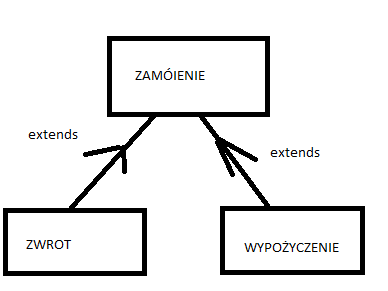 ZAMÓIENIE
extends
extends
ZWROT
WYPOŻYCZENIE